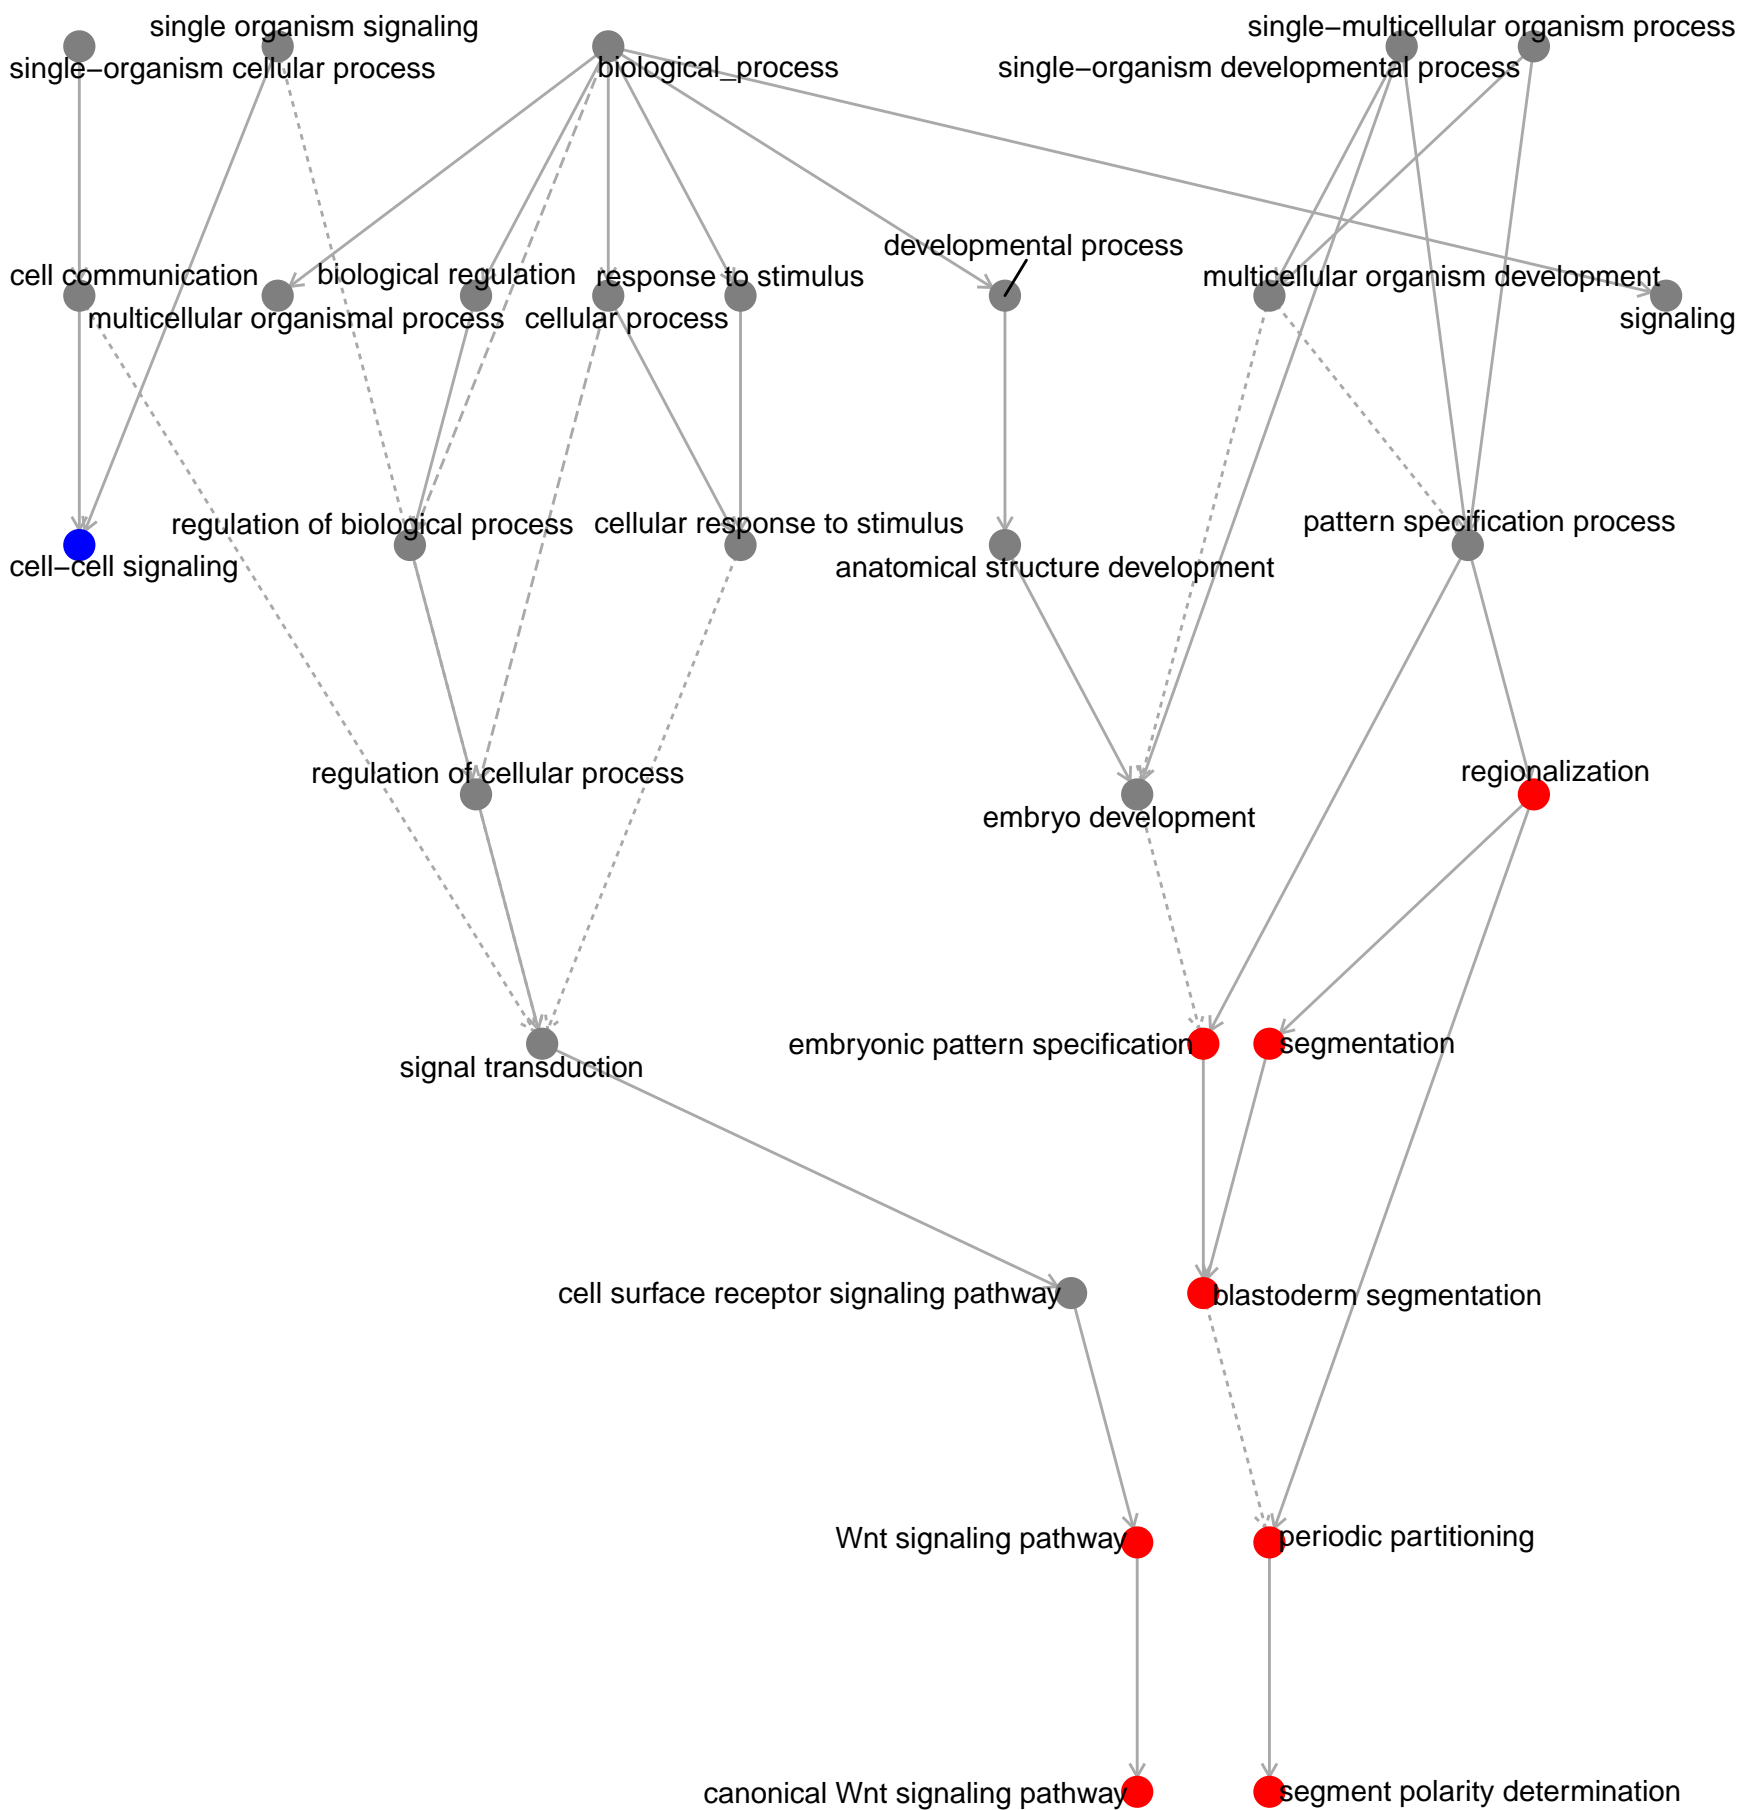 single organism signaling
single−multicellular organism process
single−organism cellular process
biological_process
single−organism developmental process
developmental process
cell communication
biological regulation
response to stimulus
multicellular organism development
multicellular organismal process
cellular process
signaling
regulation of biological process
cellular response to stimulus
pattern specification process
cell−cell signaling
anatomical structure development
regulation of cellular process
regionalization
embryo development
embryonic pattern specification
segmentation
signal transduction
cell surface receptor signaling pathway
blastoderm segmentation
Wnt signaling pathway
periodic partitioning
canonical Wnt signaling pathway
segment polarity determination